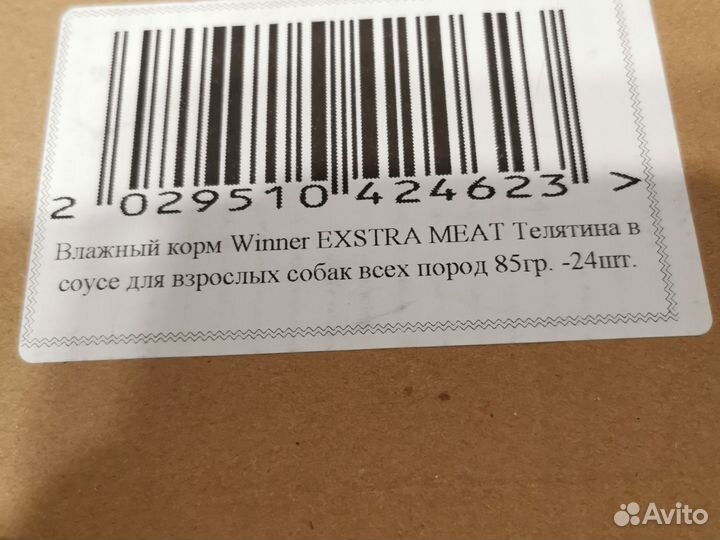 2 029510 424623 >
Влажный корм Winner EXSTRA MEAT Телятина в
соусе для взрослых собак всех пород 85гр. -24шт.
Avito